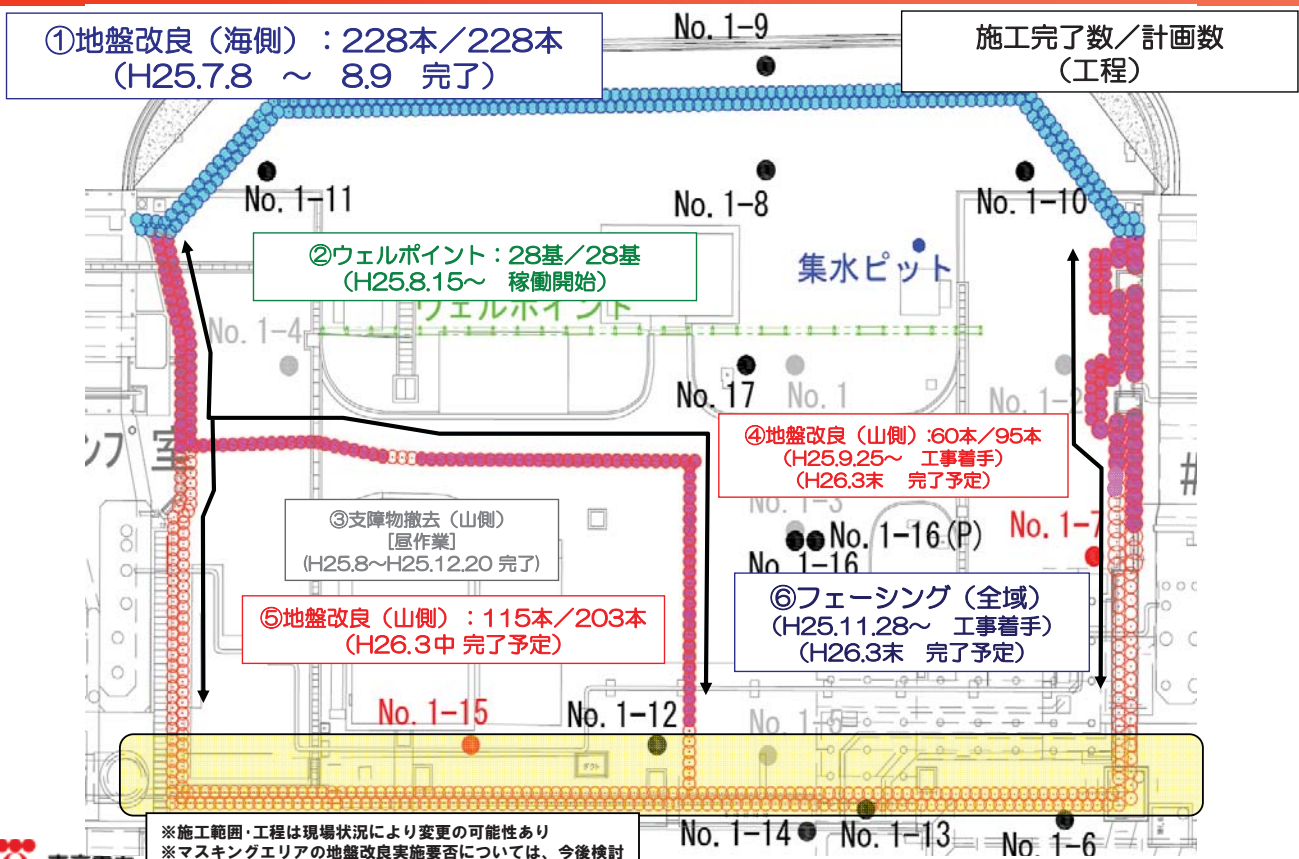 ①地盤改良（海側）：228本／228本
(H25.7.8　～　8.9　完了)
No. 1-9
施工完了数／計画数
（工程）
No. 1-11
No. 1-8
No. 1-10
②ウェルポイント：28基／28基
(H25.8.15～　稼働開始)
集水ピット
ウェルポイント
No. 1-4
No. 17
No. 1
No. 1-2
ンプ室
④地盤改良（山側）:60本／95本
(H25.9.25～　工事着手)
(H26.3末　完了予定)
#
③支障物撤去（山側）
[昼作業]
(H25.8～H25.12.20 完了)
No. 1-3
No. 1-16(P)
No. 1-7
No. 1-16
⑤地盤改良（山側）：115本／203本
(H26.3中 完了予定)
⑥フェーシング（全域）
(H25.11.28～　工事着手)
(H26.3末　完了予定)
No. 1-15
No. 1-12
No. 1-5
ダクト
※施工範囲・工程は現場状況により変更の可能性あり
※マスキングエリアの地盤改良実施要否については、今後検討
No. 1-14
No. 1-13
No. 1-6
東京電力